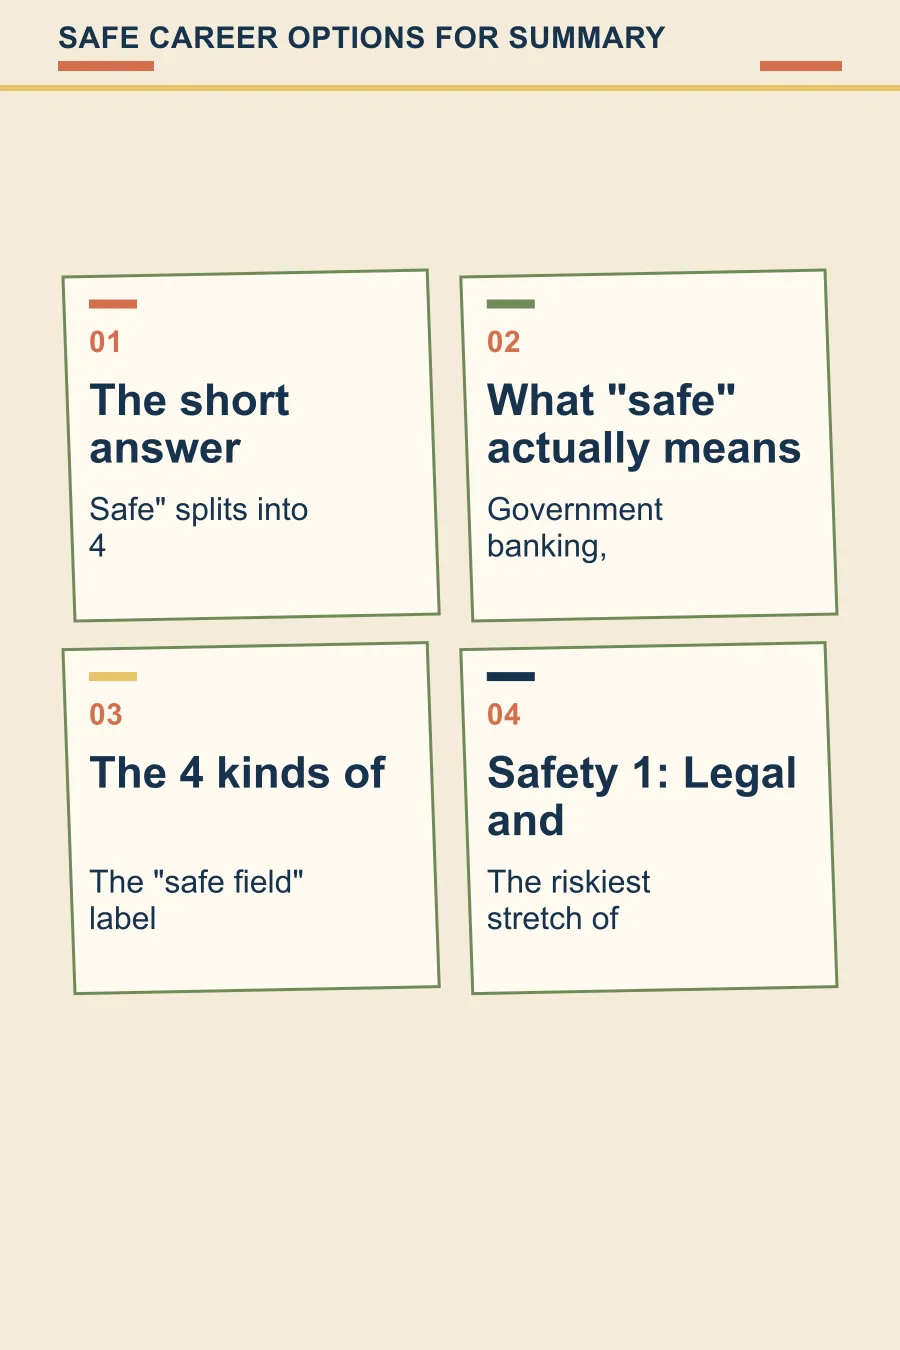 SAFE CAREER OPTIONS FOR SUMMARY
01
The short
answer
Safe" splits into
4
02
What "safe"
actually means
Government
banking,
03
The 4 kinds of
The "safe field"
label
04
Safety 1: Legal
and
The riskiest
stretch of